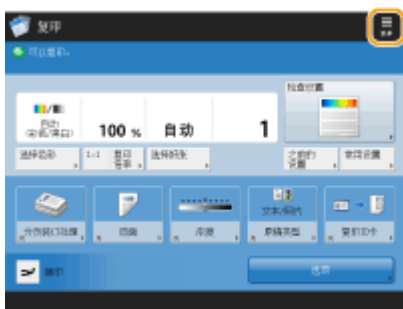 复印
可以复印。
检查设置
自动
(彩色/黑白)
100 %
自动
1
选择色彩
1:1
复印
倍率
选择纸张
之前的
设置
常用设置
文本/照片
分页装订处理
双面
浓度
原稿类型
复印ID卡
选项